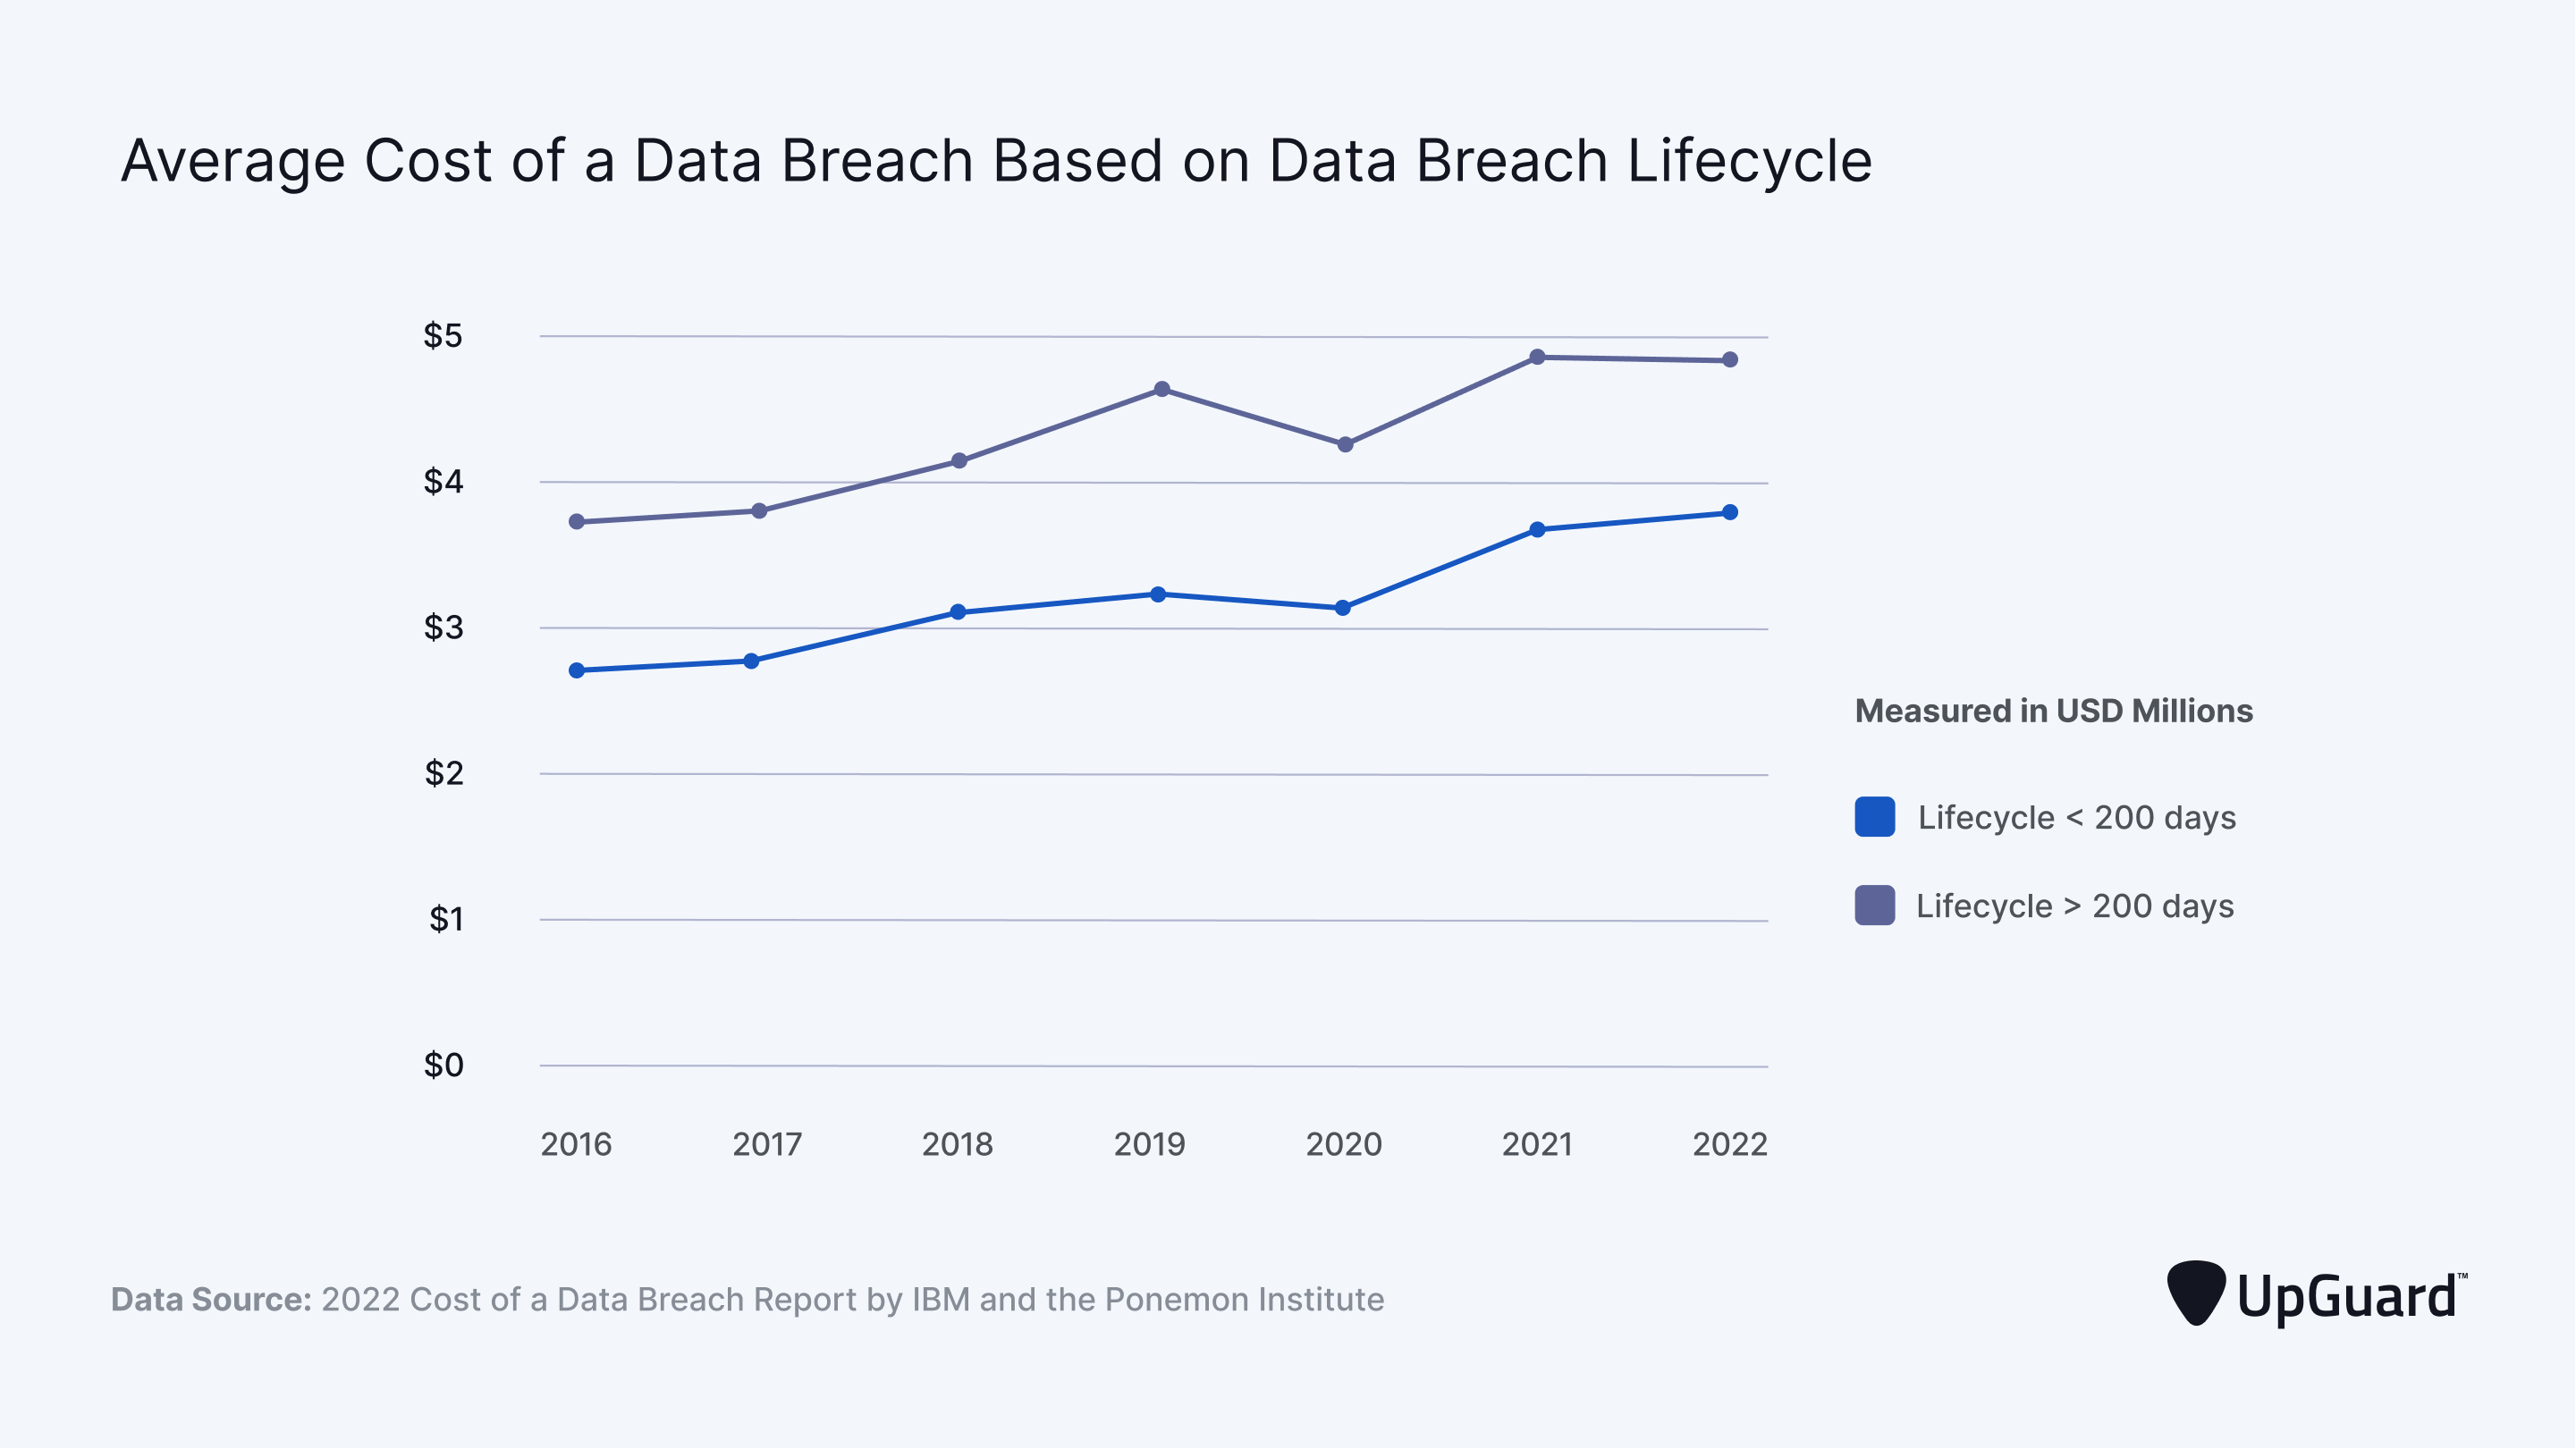 Average Cost of a Data Breach Based on Data Breach Lifecycle
$5
$4
$3
$2
$1
$0
2016 2017 2018 2019 2020 2021 2022
Measured in USD Millions
Lifecycle < 200 days
Lifecycle > 200 days
Data Source: 2022 Cost of a Data Breach Report by IBM and the Ponemon Institute
UpGuard™